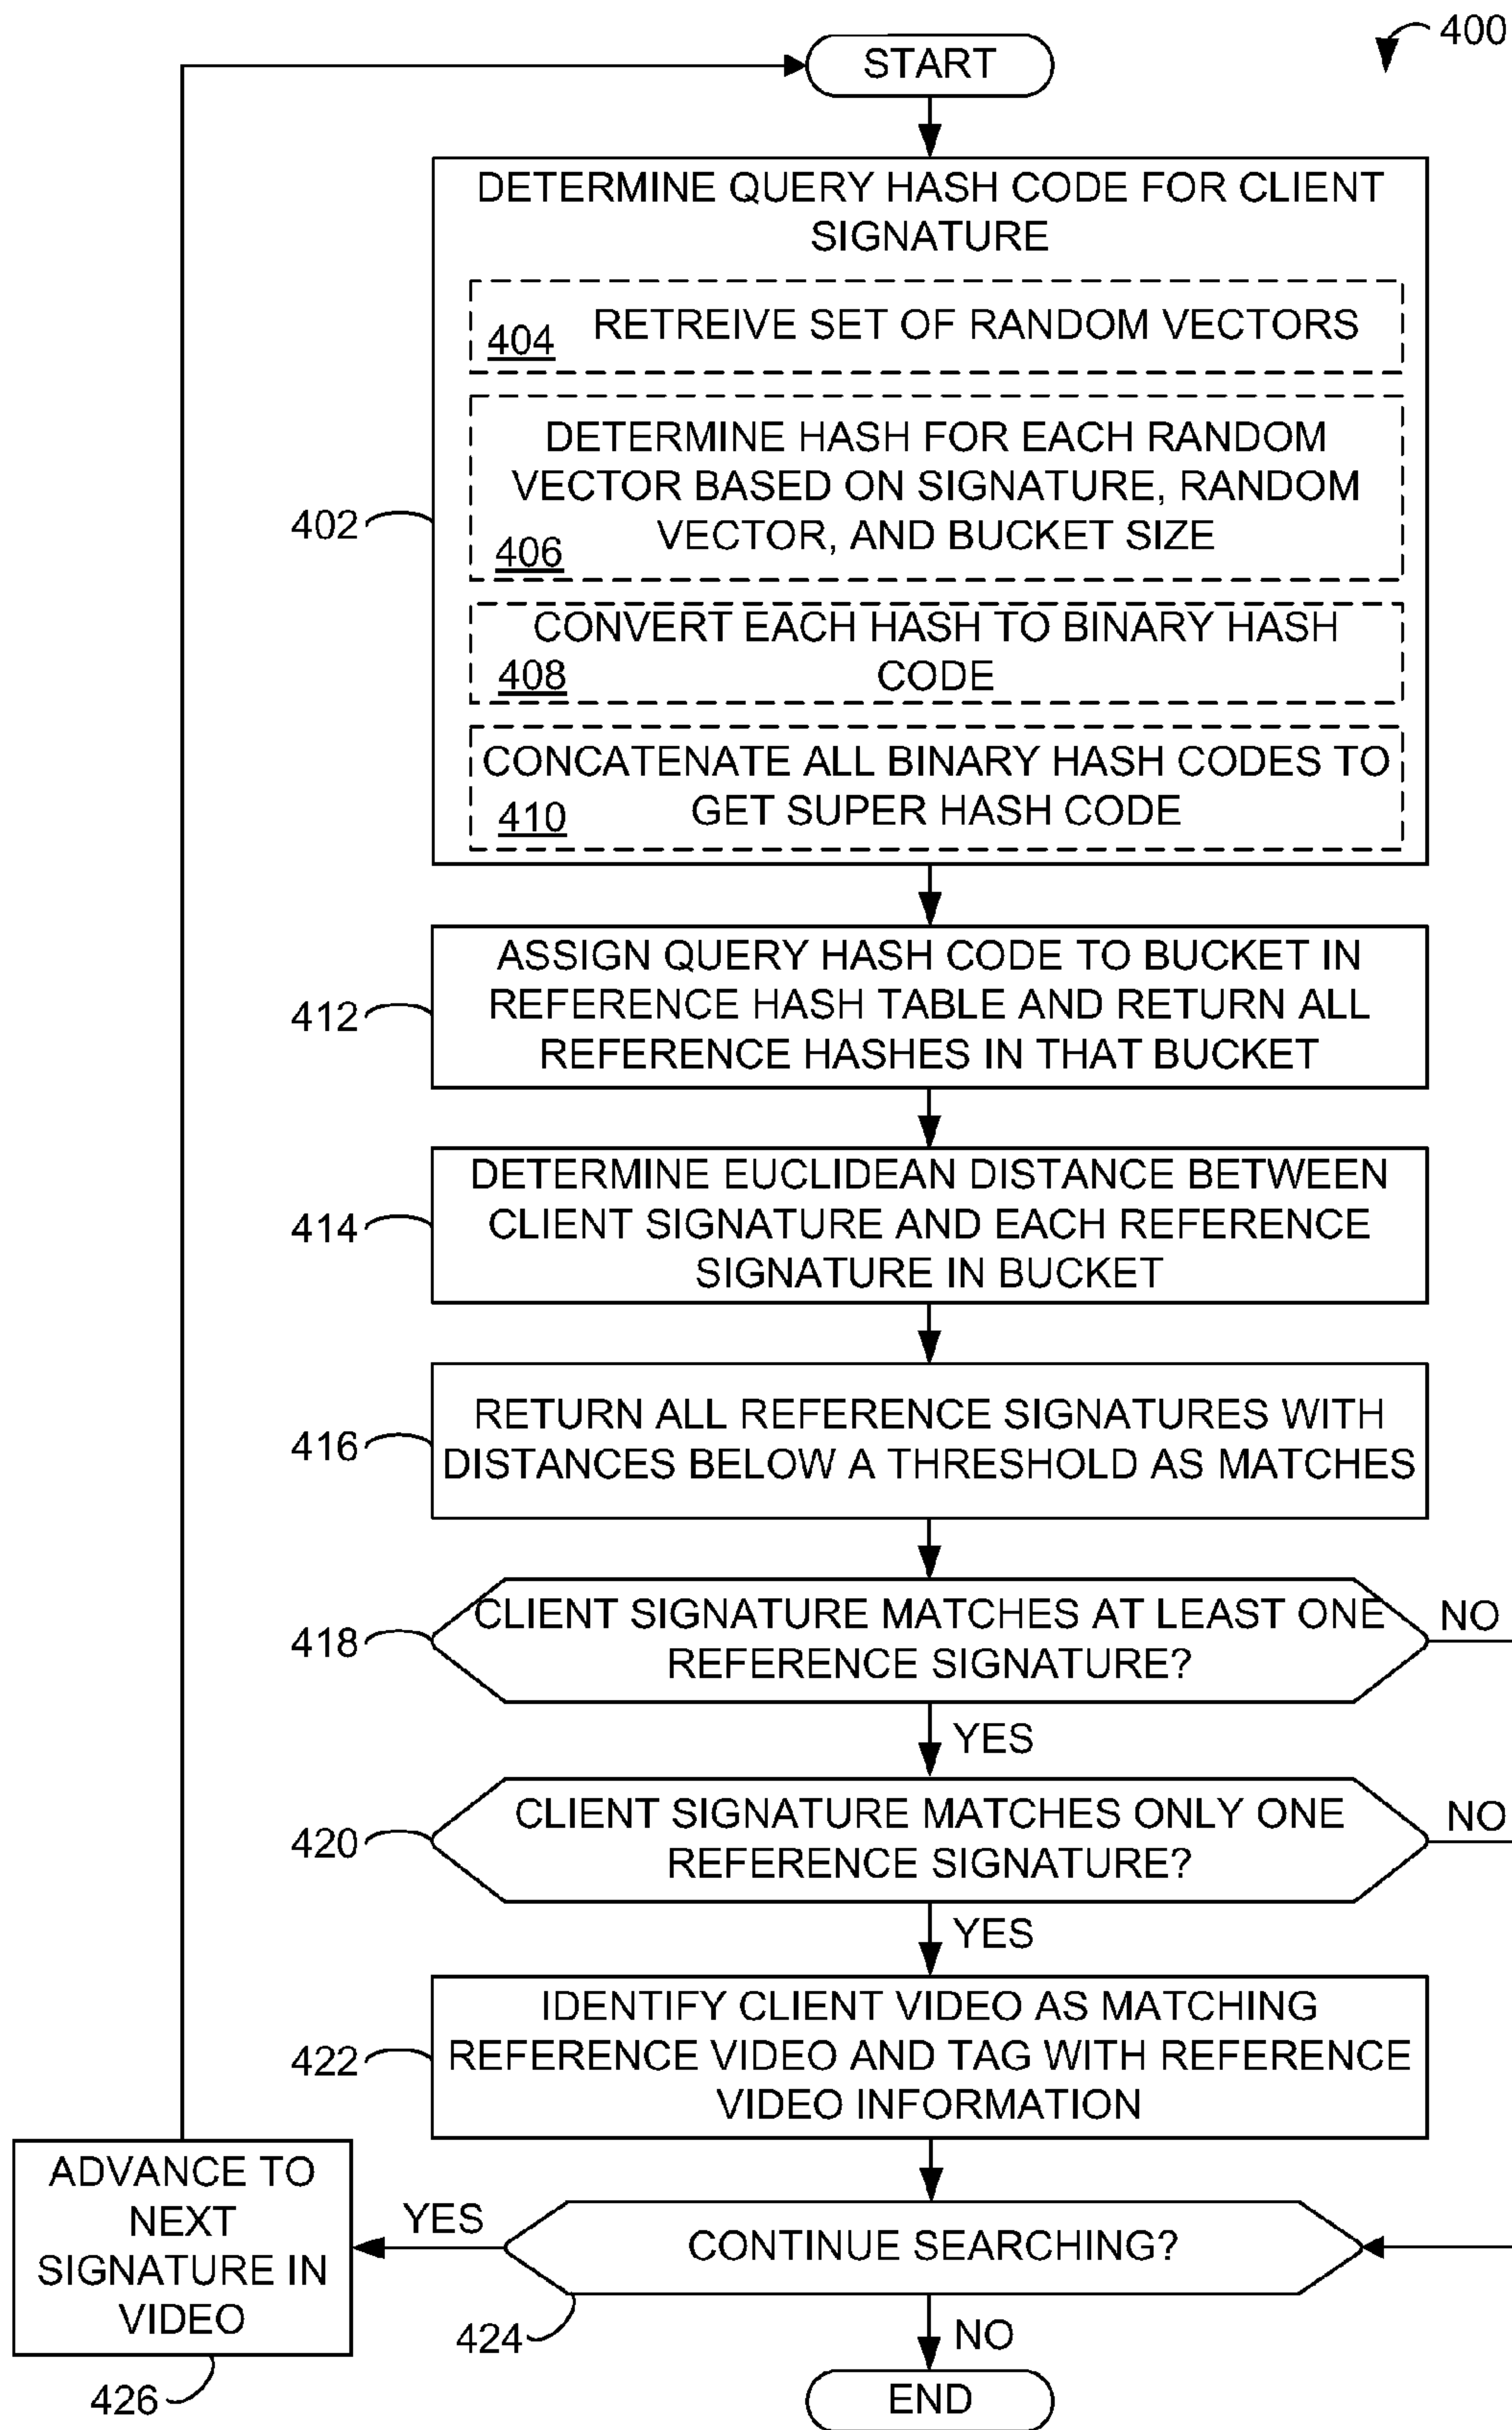 400
START
DETERMINE QUERY HASH CODE FOR CLIENT
SIGNATURE
RETREIVE SET OF RANDOM VECTORS
404
DETERMINE HASH FOR EACH RANDOM
VECTOR BASED ON SIGNATURE, RANDOM
VECTOR, AND BUCKET SIZE
402
406
CONVERT EACH HASH TO BINARY HASH
CODE
408
CONCATENATE ALL BINARY HASH CODES TO
GET SUPER HASH CODE
410
ASSIGN QUERY HASH CODE TO BUCKET IN
REFERENCE HASH TABLE AND RETURN ALL
REFERENCE HASHES IN THAT BUCKET
412
DETERMINE EUCLIDEAN DISTANCE BETWEEN
CLIENT SIGNATURE AND EACH REFERENCE
SIGNATURE IN BUCKET
414
RETURN ALL REFERENCE SIGNATURES WITH
DISTANCES BELOW A THRESHOLD AS MATCHES
416
CLIENT SIGNATURE MATCHES AT LEAST ONE
REFERENCE SIGNATURE?
418
NO
YES
CLIENT SIGNATURE MATCHES ONLY ONE
REFERENCE SIGNATURE?
420
NO
YES
IDENTIFY CLIENT VIDEO AS MATCHING
REFERENCE VIDEO AND TAG WITH REFERENCE
VIDEO INFORMATION
422
ADVANCE TO
NEXT
SIGNATURE IN
VIDEO
YES
CONTINUE SEARCHING?
424
NO
426
END